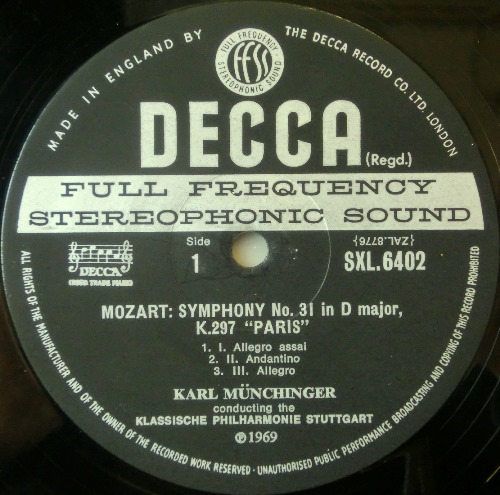 MADE IN ENGLAND BY
THE DECCA RECORD CO. LTD. LONDON
FULL FREQUENCY
STEREOPHONIC SOUND
FFSS
DECCA
(Regd.)
FULL FREQUENCY
STEREOPHONIC SOUND
DECCA
(REGD TRADE MARK)
Side
1
{ZAL.8776}
SXL.6402
MOZART: SYMPHONY No. 31 in D major,
K.297 "PARIS"
1. I. Allegro assai
2. II. Andantino
3. III. Allegro
KARL MÜNCHINGER
conducting the
KLASSISCHE PHILHARMONIE STUTTGART
Ⓟ1969
ALL RIGHTS OF THE MANUFACTURER AND OF THE OWNER OF THE RECORDED WORK RESERVED · UNAUTHORISED PUBLIC PERFORMANCE BROADCASTING AND COPYING OF THIS RECORD PROHIBITED